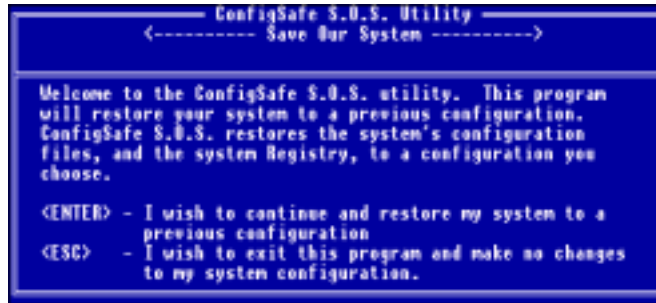 ConfigSafe S.O.S. Utility
<---------- Save Our System ---------->
Welcome to the ConfigSafe S.O.S. utility.  This program
will restore your system to a previous configuration.
ConfigSafe S.O.S. restores the system's configuration
files, and the system Registry, to a configuration you
choose.
<ENTER> - I wish to continue and restore my system to a
previous configuration
<ESC>   - I wish to exit this program and make no changes
to my system configuration.